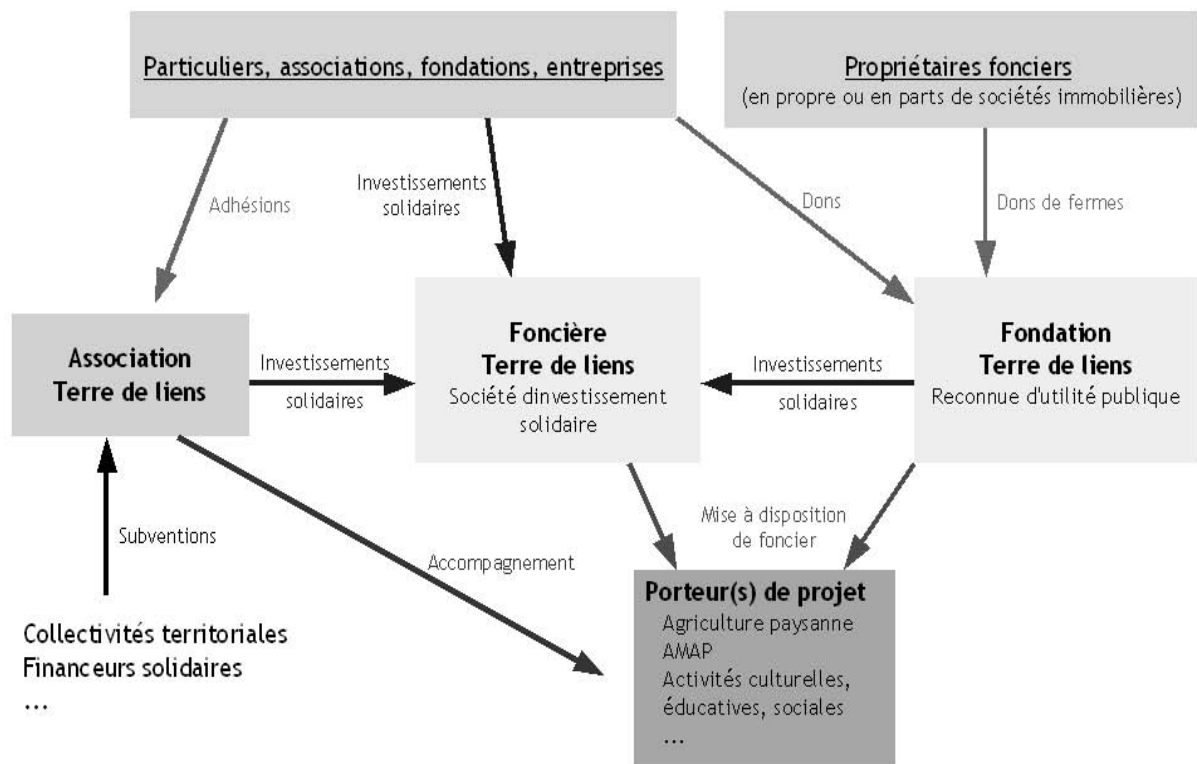 Particuliers, associations, fondations, entreprises
Propriétaires fonciers
(en propre ou en parts de sociétés immobilières)
Adhésions
Investissements
solidaires
Dons
Dons de fermes
Association
Terre de liens
Investissements
solidaires
Foncière
Terre de liens
Société dinvestissement
solidaire
Investissements
solidaires
Fondation
Terre de liens
Reconnue d'utilité publique
Subventions
Accompagnement
Mise à disposition
de foncier
Collectivités territoriales
Financeurs solidaires
...
Porteur(s) de projet
Agriculture paysanne
AMAP
Activités culturelles,
éducatives, sociales
...